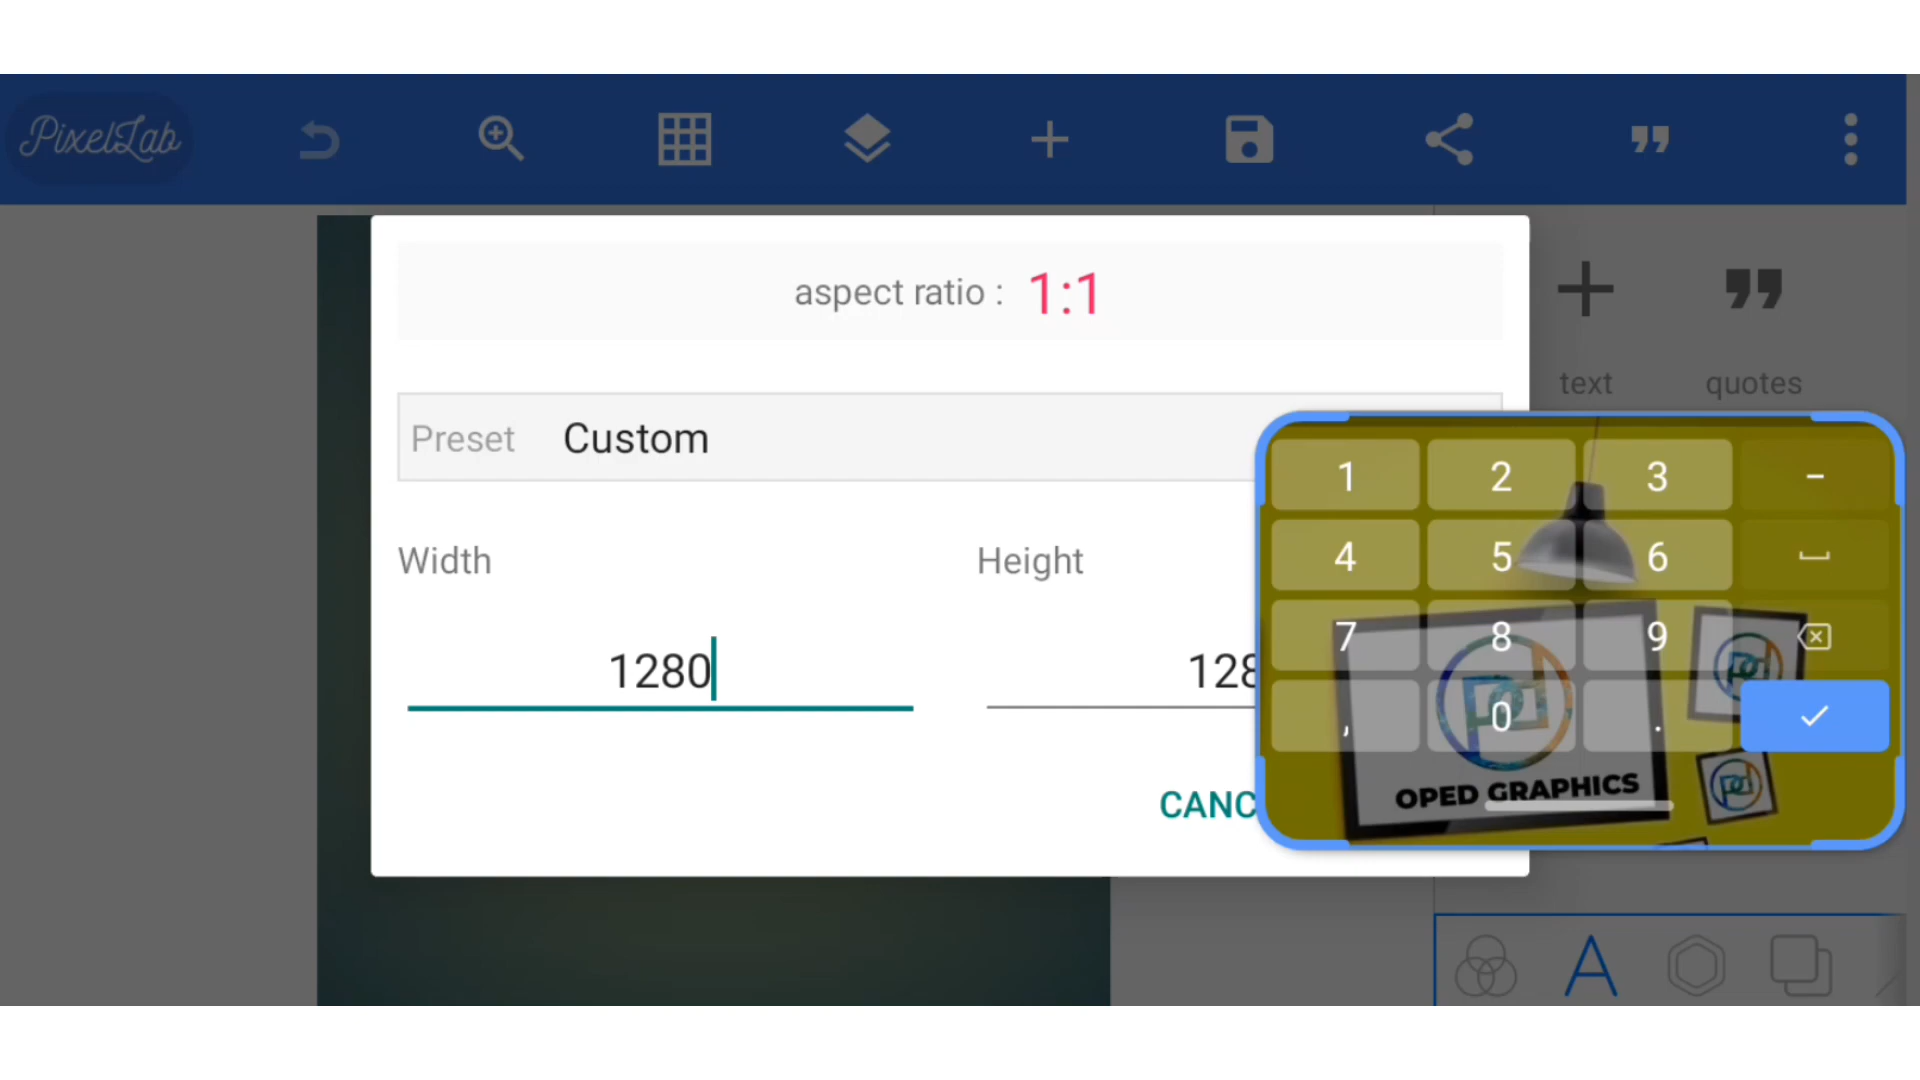 PixelLab
aspect ratio : 1:1
text
quotes
Preset Custom
1 2 3 -
Width
Height
4 5 6
1280
128
7 8 9
, 0 .
OPED GRAPHICS
CANC
A